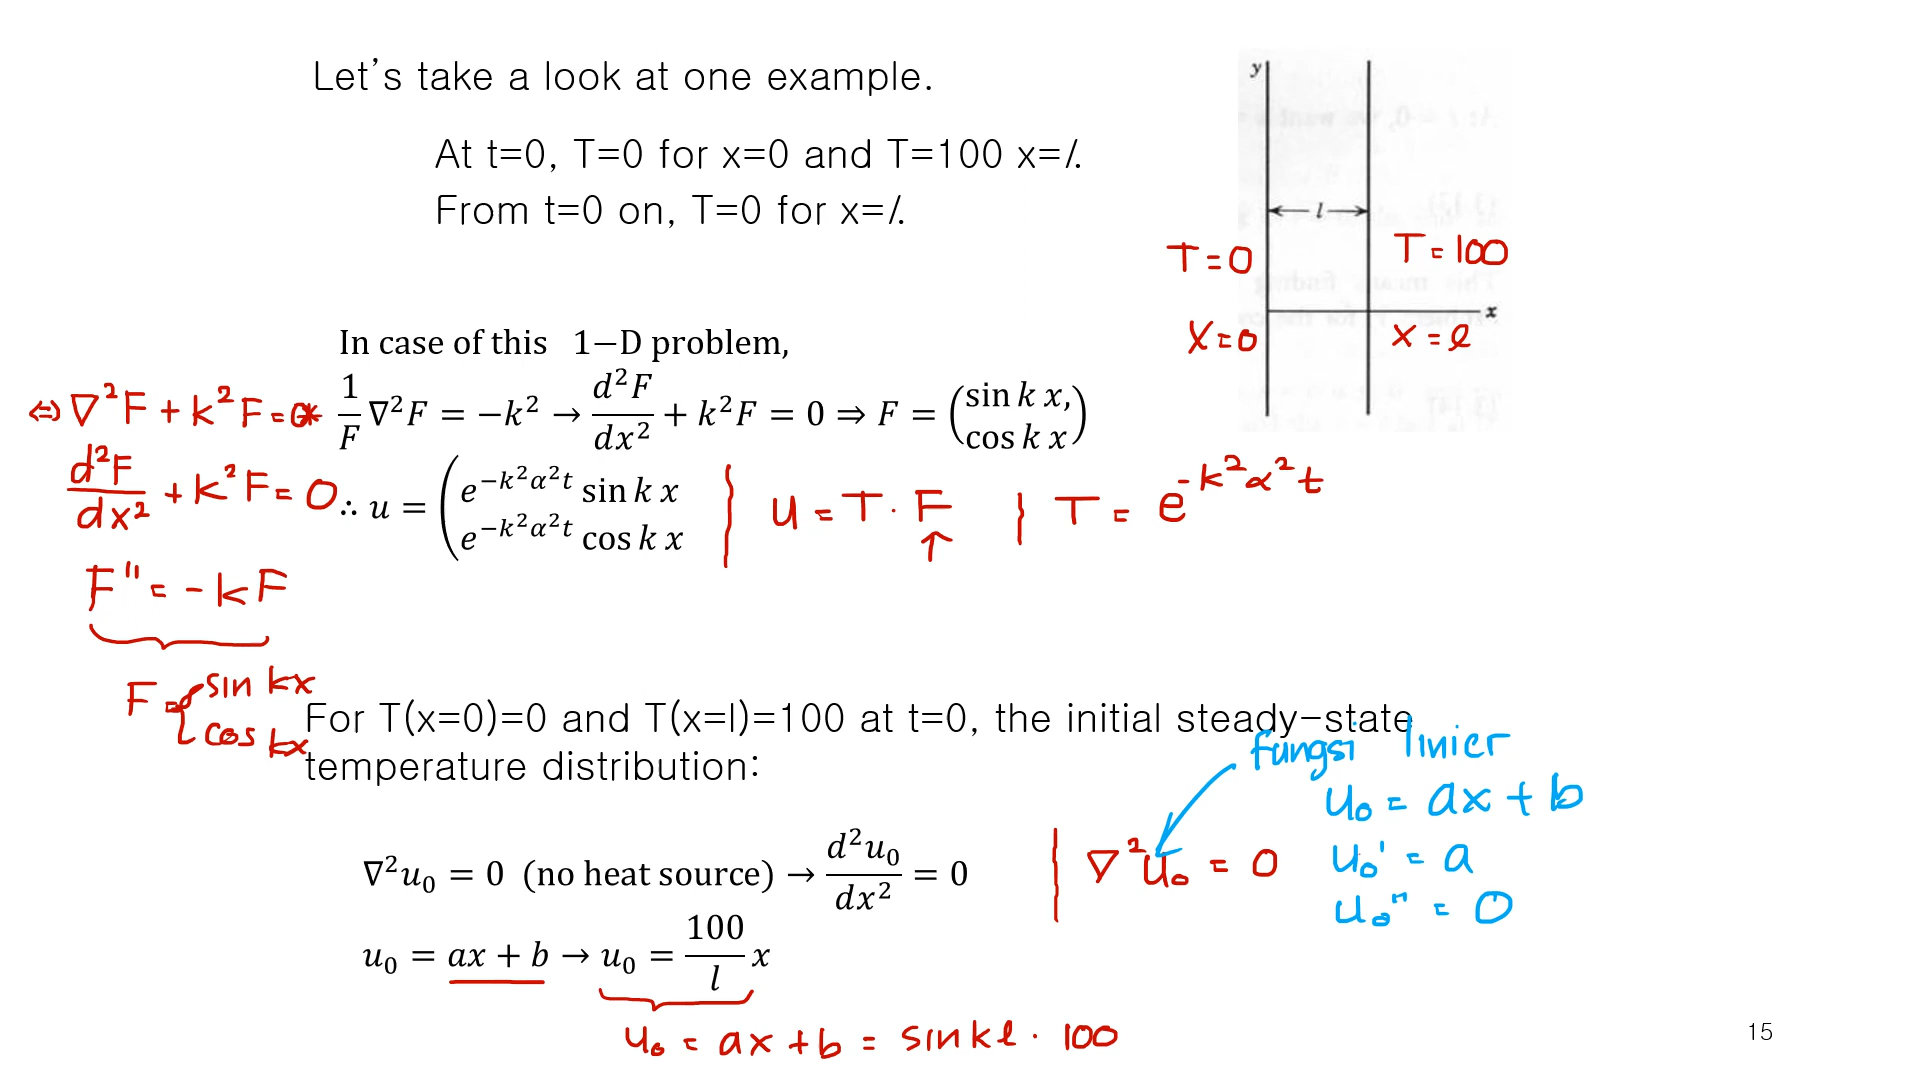 Let's take a look at one example.
At t=0, T=0 for x=0 and T=100 x=l.
From t=0 on, T=0 for x=l.
y
l
T=0
T=100
x
x=0
x=l
In case of this 1−D problem,
⇔ ∇²F + k²F = 0
* 1/F ∇²F = −k² → d²F/dx² + k²F = 0 ⇒ F = (sin k x, cos k x)
d²F/dx² + k²F = 0
∴ u = (e^{−k²α²t} sin k x
e^{−k²α²t} cos k x
| u = T · F | T = e^{-k²α²t}
↑
F'' = -kF
F = { sin kx
cos kx
For T(x=0)=0 and T(x=l)=100 at t=0, the initial steady-state
temperature distribution:
fungsi linier
u₀ = ax + b
∇²u₀ = 0 (no heat source) → d²u₀/dx² = 0
| ∇²u₀ = 0
u₀' = a
u₀'' = 0
u₀ = ax + b → u₀ = 100/l x
u₀ = ax + b = sin kl · 100
15